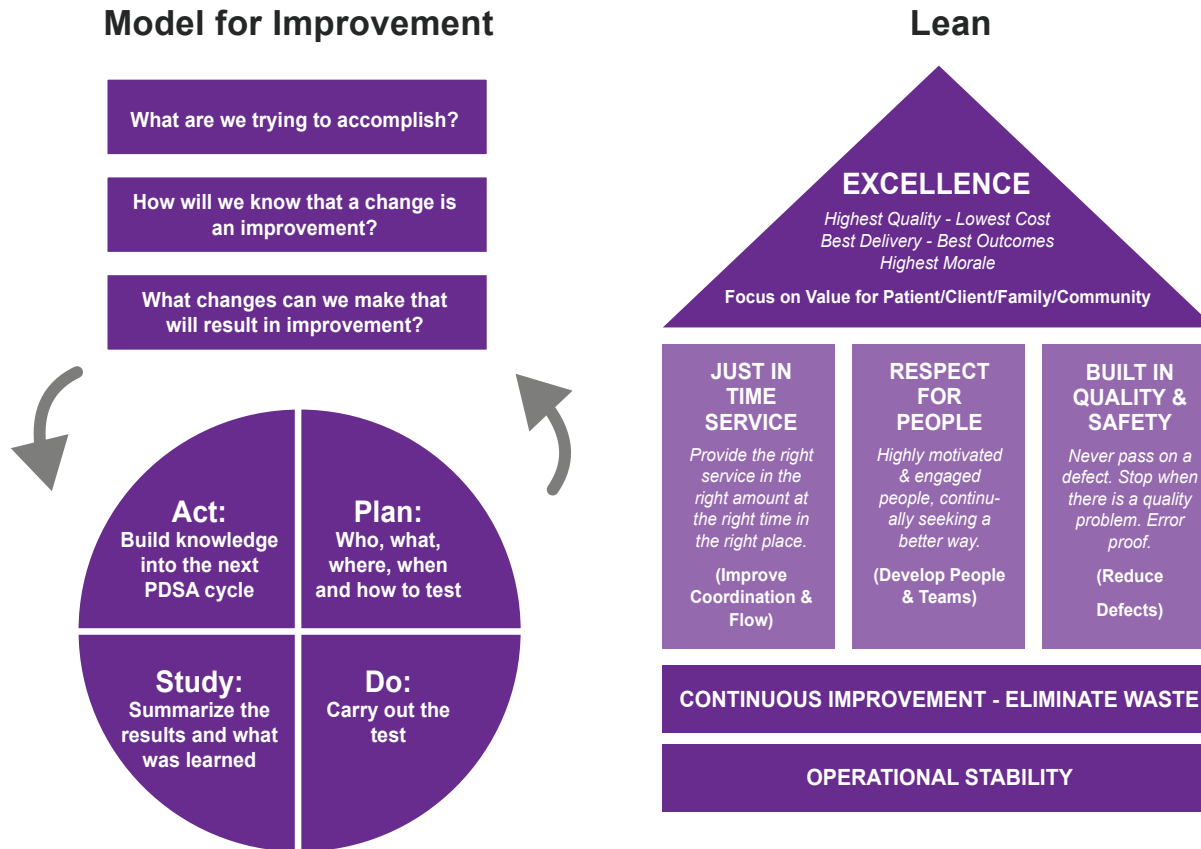 Model for Improvement
What are we trying to accomplish?
How will we know that a change is
an improvement?
What changes can we make that
will result in improvement?
Act:
Build knowledge
into the next
PDSA cycle
Plan:
Who, what,
where, when
and how to test
Study:
Summarize the
results and what
was learned
Do:
Carry out the
test
Lean
EXCELLENCE
Highest Quality - Lowest Cost
Best Delivery - Best Outcomes
Highest Morale
Focus on Value for Patient/Client/Family/Community
JUST IN
TIME
SERVICE
Provide the right
service in the
right amount at
the right time in
the right place.
(Improve
Coordination &
Flow)
RESPECT
FOR
PEOPLE
Highly motivated
& engaged
people, continu-
ally seeking a
better way.
(Develop People
& Teams)
BUILT IN
QUALITY &
SAFETY
Never pass on a
defect. Stop when
there is a quality
problem. Error
proof.
(Reduce
Defects)
CONTINUOUS IMPROVEMENT - ELIMINATE WASTE
OPERATIONAL STABILITY